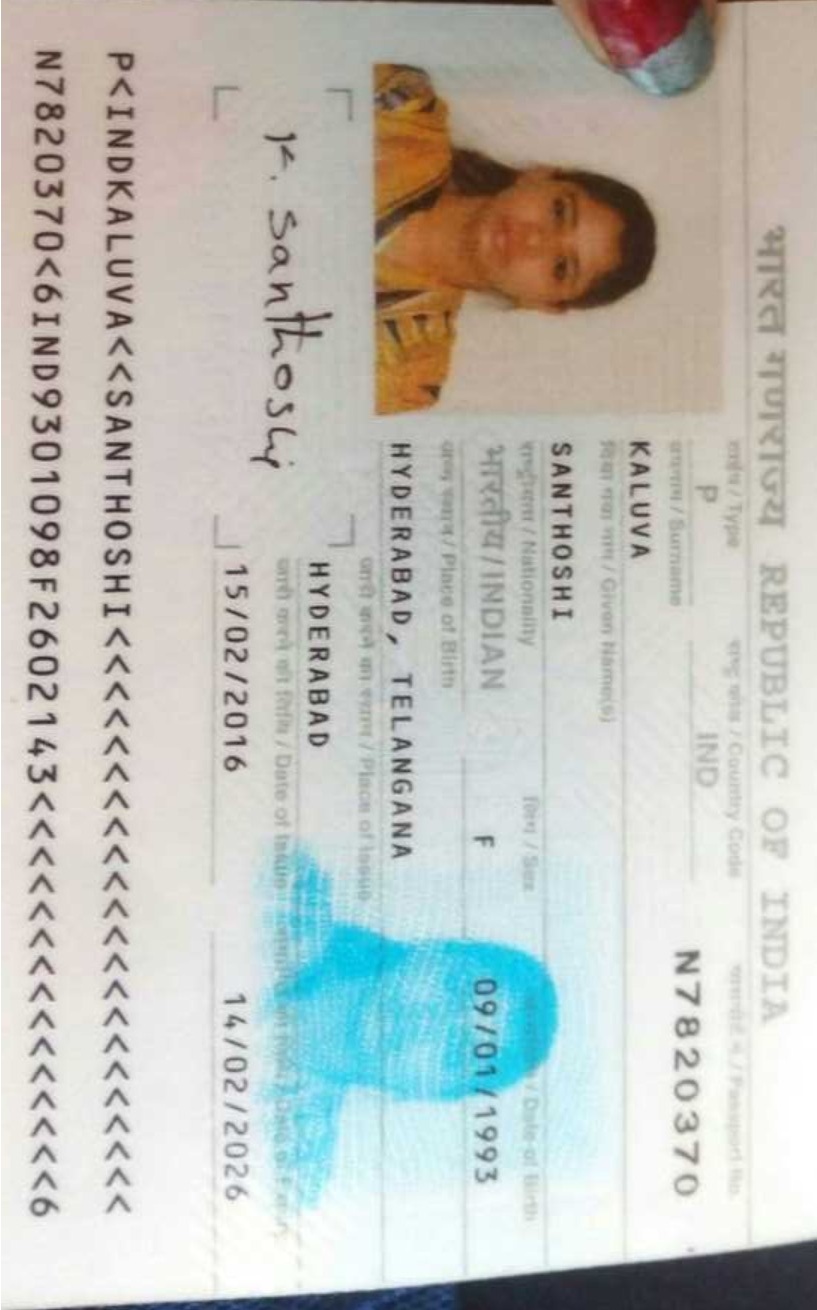 भारत गणराज्य REPUBLIC OF INDIA
टाईप / Type
राष्ट्र कोड / Country Code
पासपोर्ट न. / Passport No.
P
IND
N7820370
उपनाम / Surname
KALUVA
दिया गया नाम / Given Name(s)
SANTHOSHI
राष्ट्रीयता / Nationality
लिंग / Sex
/ Date of Birth
भारतीय / INDIAN
F
09/01/1993
जन्म स्थान / Place of Birth
HYDERABAD, TELANGANA
जारी करने का स्थान / Place of Issue
HYDERABAD
जारी करने की तिथि / Date of Issue
Date of Expiry
15/02/2016
14/02/2026
K. Santhoshi
P<INDKALUVA<<SANTHOSHI<<<<<<<<<<<<<<<<<<<<<<
N7820370<6IND9301098F2602143<<<<<<<<<<<<<<<6